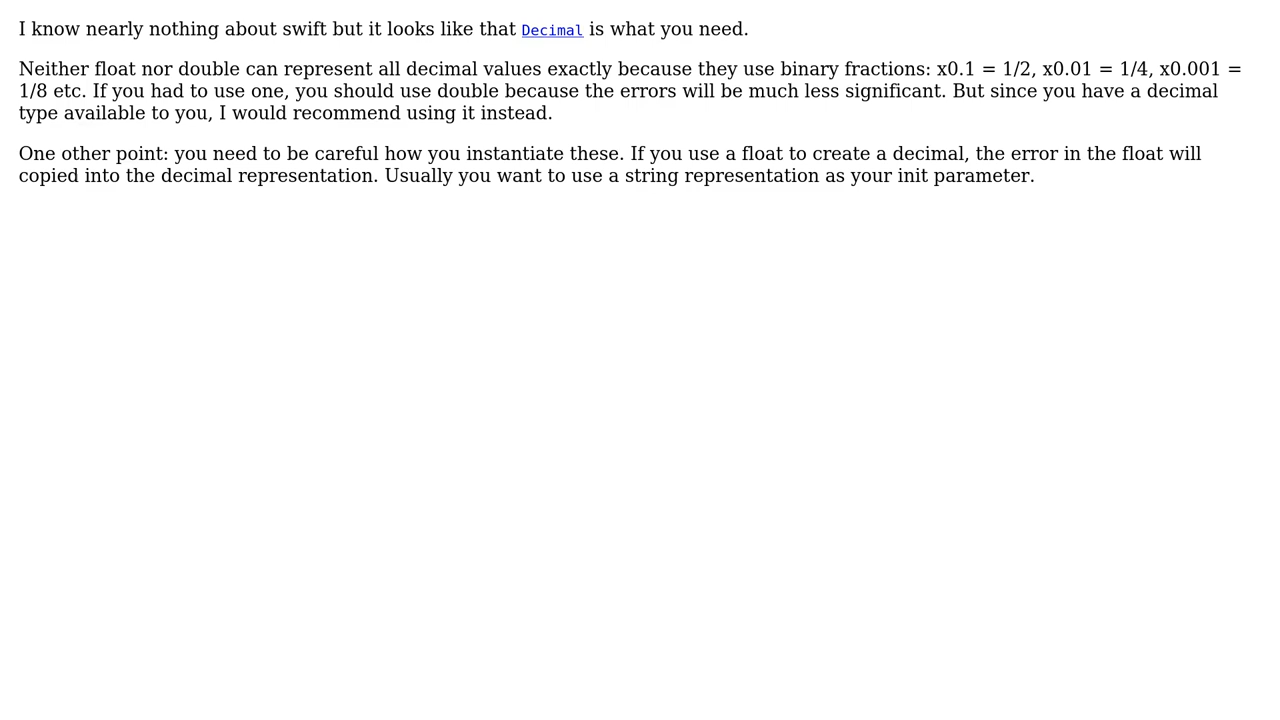 I know nearly nothing about swift but it looks like that Decimal is what you need.
Neither float nor double can represent all decimal values exactly because they use binary fractions: x0.1 = 1/2, x0.01 = 1/4, x0.001 =
1/8 etc. If you had to use one, you should use double because the errors will be much less significant. But since you have a decimal
type available to you, I would recommend using it instead.
One other point: you need to be careful how you instantiate these. If you use a float to create a decimal, the error in the float will
copied into the decimal representation. Usually you want to use a string representation as your init parameter.